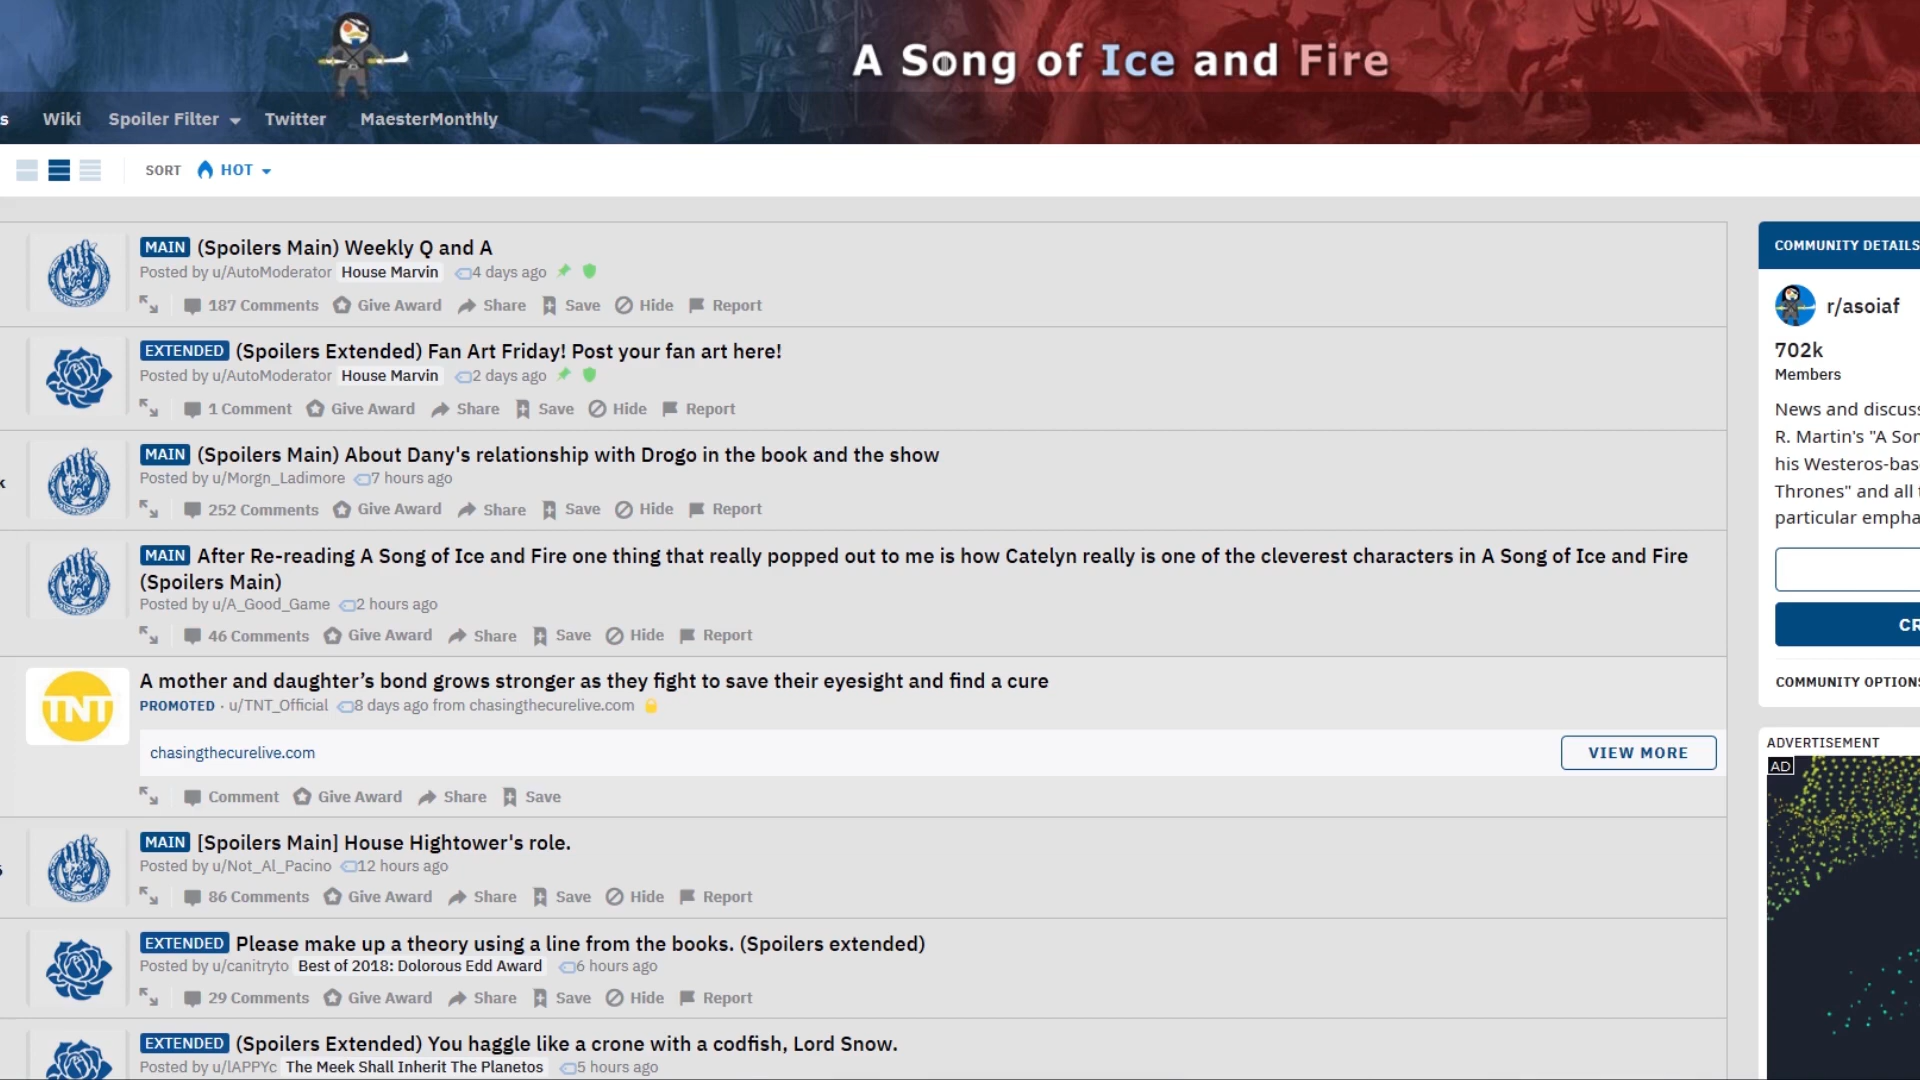 A Song of Ice and Fire
s Wiki Spoiler Filter Twitter MaesterMonthly
SORT HOT
MAIN (Spoilers Main) Weekly Q and A
Posted by u/AutoModerator House Marvin 4 days ago
187 Comments Give Award Share Save Hide Report
EXTENDED (Spoilers Extended) Fan Art Friday! Post your fan art here!
Posted by u/AutoModerator House Marvin 2 days ago
1 Comment Give Award Share Save Hide Report
MAIN (Spoilers Main) About Dany's relationship with Drogo in the book and the show
k Posted by u/Morgn_Ladimore 7 hours ago
252 Comments Give Award Share Save Hide Report
MAIN After Re-reading A Song of Ice and Fire one thing that really popped out to me is how Catelyn really is one of the cleverest characters in A Song of Ice and Fire
(Spoilers Main)
Posted by u/A_Good_Game 2 hours ago
46 Comments Give Award Share Save Hide Report
TNT
A mother and daughter’s bond grows stronger as they fight to save their eyesight and find a cure
PROMOTED · u/TNT_Official 8 days ago from chasingthecurelive.com
chasingthecurelive.com VIEW MORE
Comment Give Award Share Save
MAIN [Spoilers Main] House Hightower's role.
Posted by u/Not_Al_Pacino 12 hours ago
86 Comments Give Award Share Save Hide Report
EXTENDED Please make up a theory using a line from the books. (Spoilers extended)
Posted by u/canitryto Best of 2018: Dolorous Edd Award 6 hours ago
29 Comments Give Award Share Save Hide Report
EXTENDED (Spoilers Extended) You haggle like a crone with a codfish, Lord Snow.
Posted by u/lAPPYc The Meek Shall Inherit The Planetos 5 hours ago
COMMUNITY DETAILS
r/asoiaf
702k
Members
News and discuss
R. Martin's "A Son
his Westeros-bas
Thrones" and all t
particular empha
CR
COMMUNITY OPTIONS
ADVERTISEMENT
AD